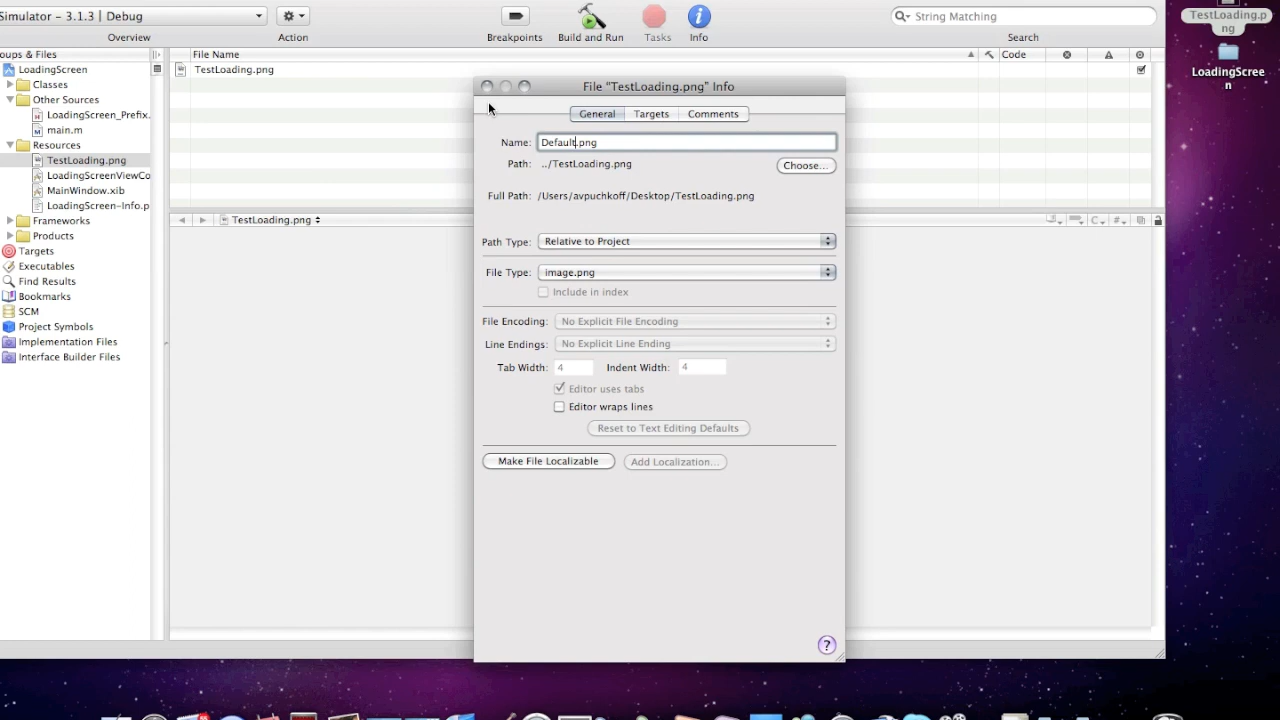 Simulator – 3.1.3 | Debug
Overview
Action
Breakpoints
Build and Run
Tasks
Info
String Matching
Search
TestLoading.p
ng
LoadingScree
n
oups & Files
LoadingScreen
Classes
Other Sources
LoadingScreen_Prefix.
main.m
Resources
TestLoading.png
LoadingScreenViewCo
MainWindow.xib
LoadingScreen-Info.p
Frameworks
Products
Targets
Executables
Find Results
Bookmarks
SCM
Project Symbols
Implementation Files
Interface Builder Files
File Name
Code
TestLoading.png
TestLoading.png
C
#
File “TestLoading.png” Info
General
Targets
Comments
Name: Default.png
Path: ../TestLoading.png
Choose...
Full Path: /Users/avpuchkoff/Desktop/TestLoading.png
Path Type: Relative to Project
File Type: image.png
Include in index
File Encoding: No Explicit File Encoding
Line Endings: No Explicit Line Ending
Tab Width: 4 Indent Width: 4
Editor uses tabs
Editor wraps lines
Reset to Text Editing Defaults
Make File Localizable
Add Localization...
?